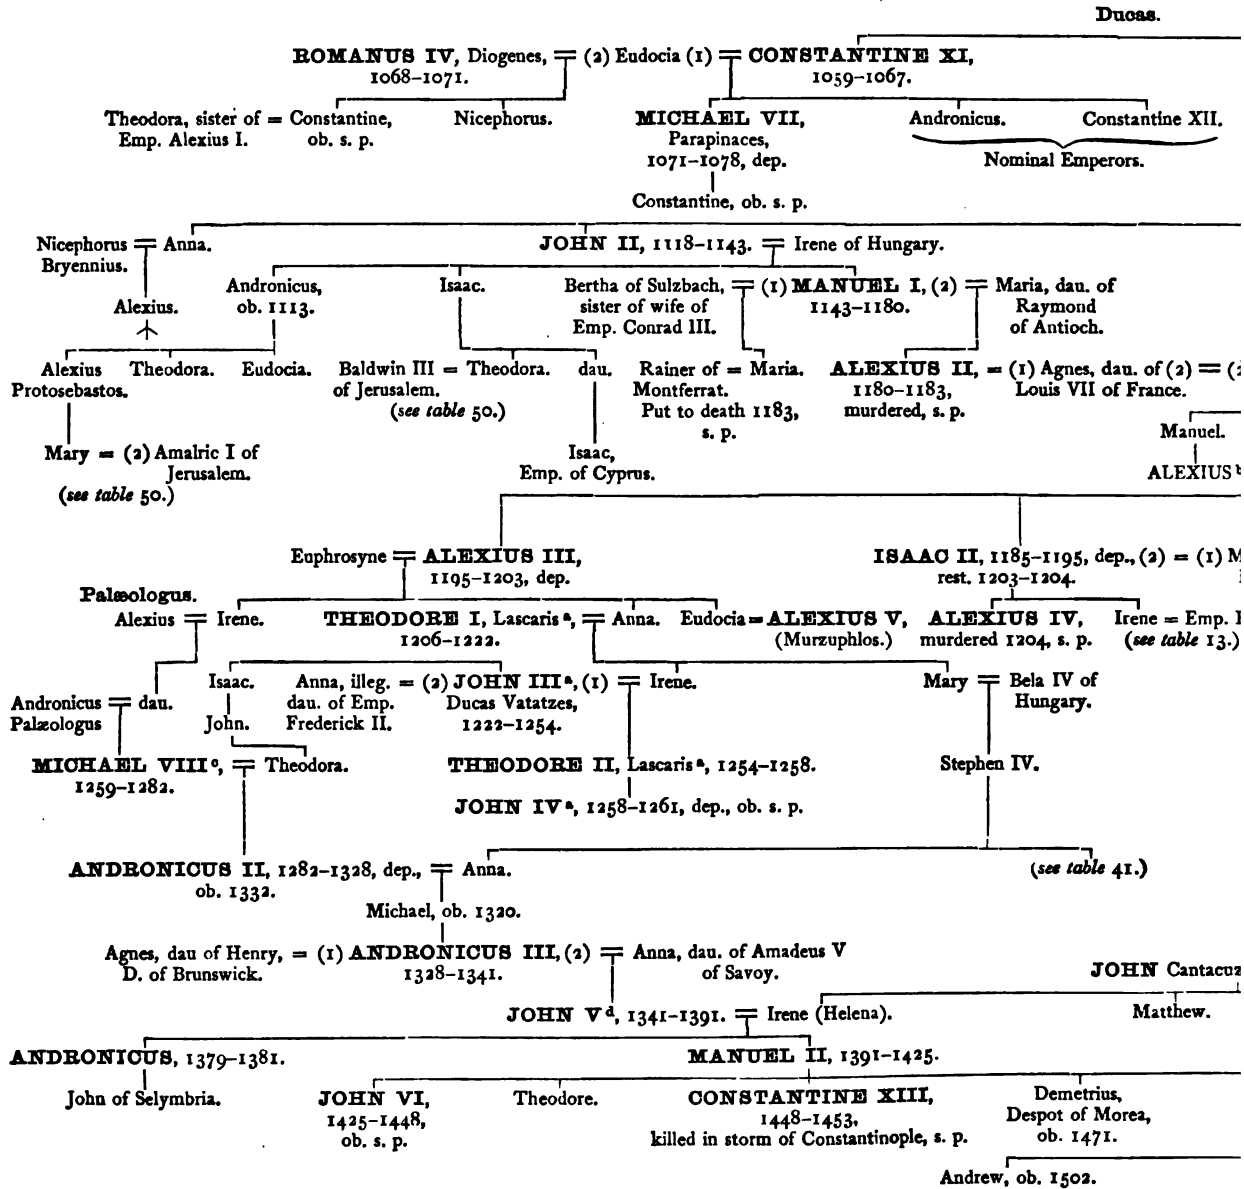 Ducas.
ROMANUS IV, Diogenes, = (2) Eudocia (1) = CONSTANTINE XI,
1068–1071. 1059–1067.
Theodora, sister of = Constantine, Nicephorus. MICHAEL VII, Andronicus. Constantine XII.
Emp. Alexius I. ob. s. p. Parapinaces, Nominal Emperors.
1071–1078, dep.
Constantine, ob. s. p.
Nicephorus = Anna. JOHN II, 1118–1143. = Irene of Hungary.
Bryennius.
Andronicus, Isaac. Bertha of Sulzbach, = (1) MANUEL I, (2) = Maria, dau. of
Alexius. ob. 1113. sister of wife of 1143–1180. Raymond
Emp. Conrad III. of Antioch.
Alexius Theodora. Eudocia. Baldwin III = Theodora. dau. Rainer of = Maria. ALEXIUS II, = (1) Agnes, dau. of (2) =
Protosebastos. of Jerusalem. Montferrat. 1180–1183, Louis VII of France.
(see table 50.) Put to death 1183, murdered, s. p.
s. p. Manuel.
Mary = (2) Amalric I of Isaac,
Jerusalem. Emp. of Cyprus. ALEXIUS
(see table 50.)
Euphrosyne = ALEXIUS III, ISAAC II, 1185–1195, dep., (2) = (1)
1195–1203, dep. rest. 1203–1204.
Palæologus.
Alexius = Irene. THEODORE I, Lascaris ᵃ, = Anna. Eudocia = ALEXIUS V, ALEXIUS IV, Irene = Emp.
1206–1222. (Murzuphlos.) murdered 1204, s. p. (see table 13.)
Isaac. Anna, illeg. = (2) JOHN III ᵃ, (1) = Irene. Mary = Bela IV of
Andronicus = dau. dau. of Emp. Ducas Vatatzes, Hungary.
Palæologus John. Frederick II. 1222–1254.
MICHAEL VIII ᶜ, = Theodora. THEODORE II, Lascaris ᵃ, 1254–1258. Stephen IV.
1259–1282.
JOHN IV ᵃ, 1258–1261, dep., ob. s. p.
ANDRONICUS II, 1282–1328, dep., = Anna. (see table 41.)
ob. 1332.
Michael, ob. 1320.
Agnes, dau of Henry, = (1) ANDRONICUS III, (2) = Anna, dau. of Amadeus V
D. of Brunswick. 1328–1341. of Savoy.
JOHN Cantacuz
JOHN V ᵈ, 1341–1391. = Irene (Helena). Matthew.
ANDRONICUS, 1379–1381. MANUEL II, 1391–1425.
John of Selymbria. JOHN VI, Theodore. CONSTANTINE XIII, Demetrius,
1425–1448, 1448–1453, Despot of Morea,
ob. s. p. killed in storm of Constantinople, s. p. ob. 1471.
Andrew, ob. 1502.